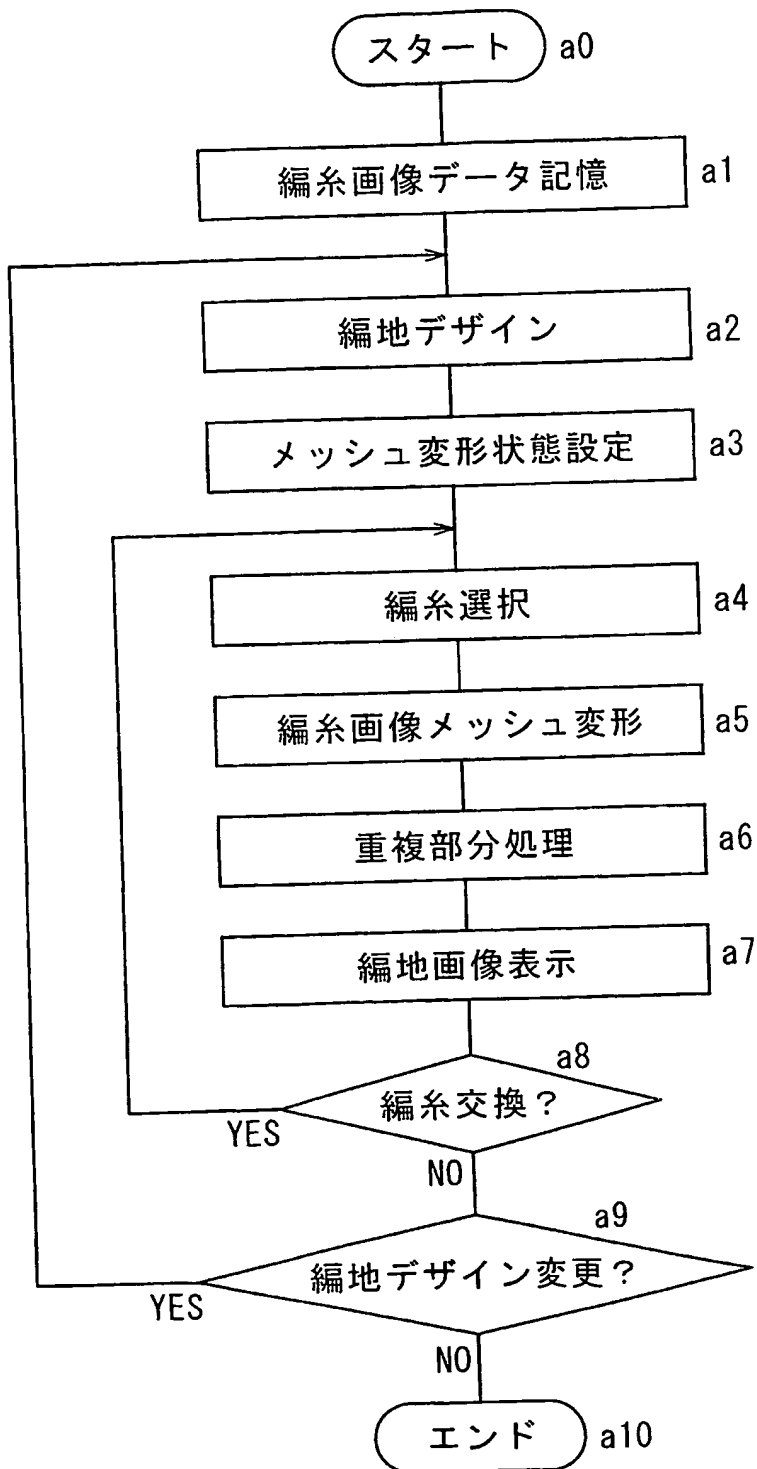 スタート a0
編糸画像データ記憶 a1
編地デザイン a2
メッシュ変形状態設定 a3
編糸選択 a4
編糸画像メッシュ変形 a5
重複部分処理 a6
編地画像表示 a7
a8
編糸交換?
YES
NO
a9
編地デザイン変更?
YES
NO
エンド a10